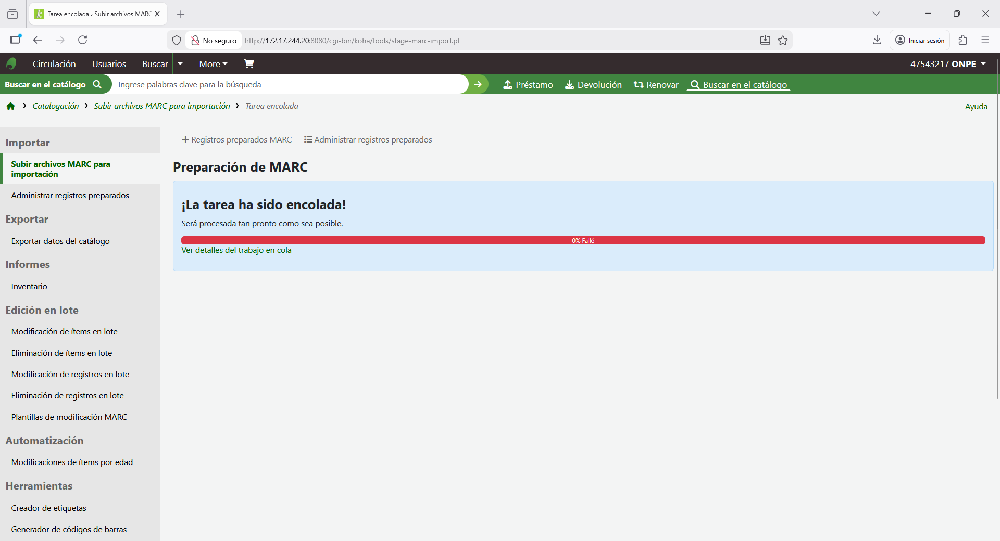 Tarea encolada › Subir archivos MARC
No seguro
http://172.17.244.20:8080/cgi-bin/koha/tools/stage-marc-import.pl
Iniciar sesión
Circulación
Usuarios
Buscar
More
47543217 ONPE
Buscar en el catálogo
Ingrese palabras clave para la búsqueda
Préstamo
Devolución
Renovar
Buscar en el catálogo
Catalogación
Subir archivos MARC para importación
Tarea encolada
Ayuda
Importar
Subir archivos MARC para
importación
Administrar registros preparados
Exportar
Exportar datos del catálogo
Informes
Inventario
Edición en lote
Modificación de ítems en lote
Eliminación de ítems en lote
Modificación de registros en lote
Eliminación de registros en lote
Plantillas de modificación MARC
Automatización
Modificaciones de ítems por edad
Herramientas
Creador de etiquetas
Generador de códigos de barras
Registros preparados MARC
Administrar registros preparados
Preparación de MARC
¡La tarea ha sido encolada!
Será procesada tan pronto como sea posible.
0% Falló
Ver detalles del trabajo en cola